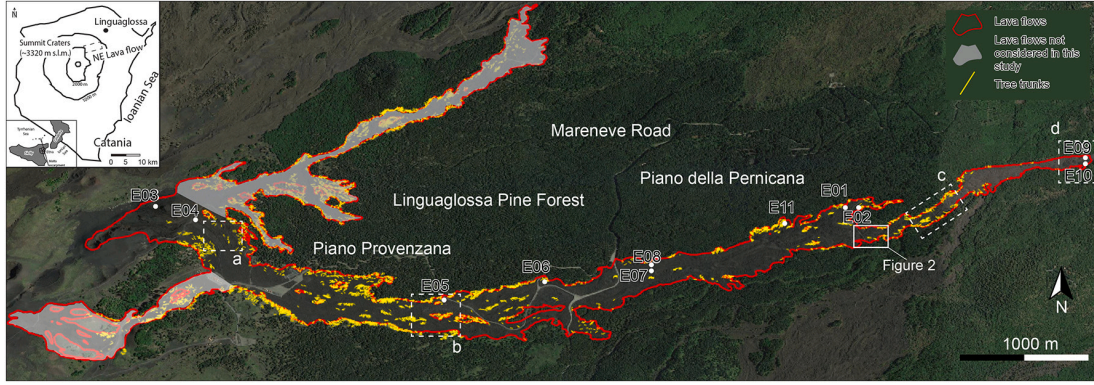 N
Linguaglossa
Summit Craters
(~3320 m s.l.m.)
NE Lava flow
2000 m
Ioanian Sea
Catania
0 5 10 km
Lava flows
Lava flows not
considered in this
study
Tree trunks
Mareneve Road
d
E09
E10
Piano della Pernicana
c
E03
E04
Linguaglossa Pine Forest
E01
E02
E11
a
Piano Provenzana
E08
E07
E06
E05
Figure 2
b
N
1000 m